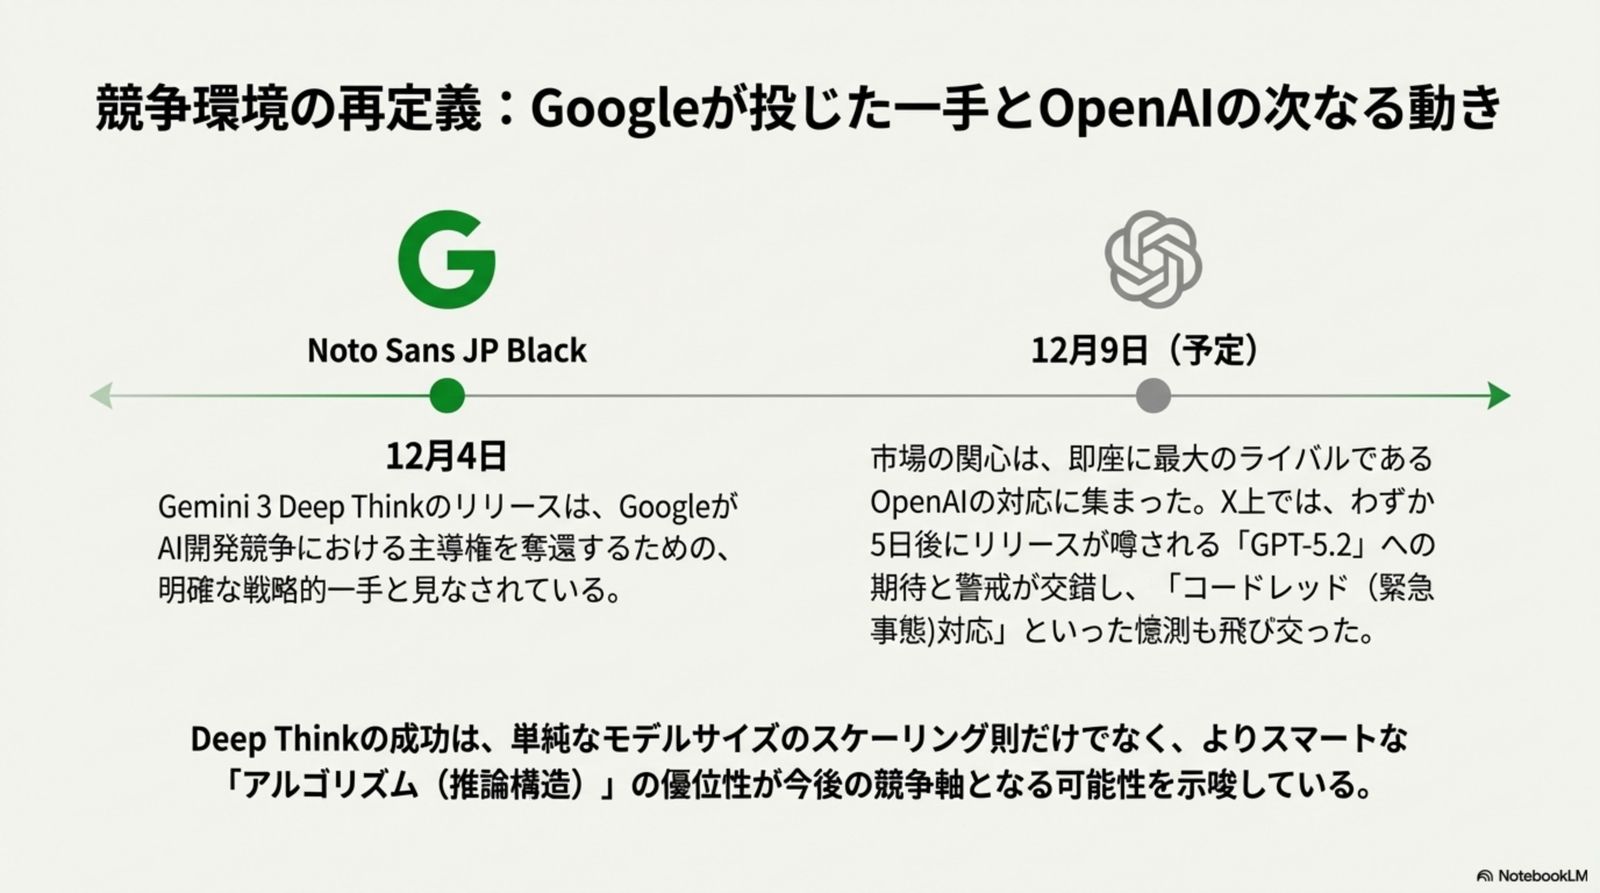 競争環境の再定義：Googleが投じた一手とOpenAIの次なる動き
Noto Sans JP Black
12月4日
Gemini 3 Deep Thinkのリリースは、Googleが
AI開発競争における主導権を奪還するための、
明確な戦略的一手と見なされている。
12月9日（予定）
市場の関心は、即座に最大のライバルである
OpenAIの対応に集まった。X上では、わずか
5日後にリリースが噂される「GPT-5.2」への
期待と警戒が交錯し、「コードレッド（緊急
事態)対応」といった憶測も飛び交った。
Deep Thinkの成功は、単純なモデルサイズのスケーリング則だけでなく、よりスマートな
「アルゴリズム（推論構造）」の優位性が今後の競争軸となる可能性を示唆している。
NotebookLM